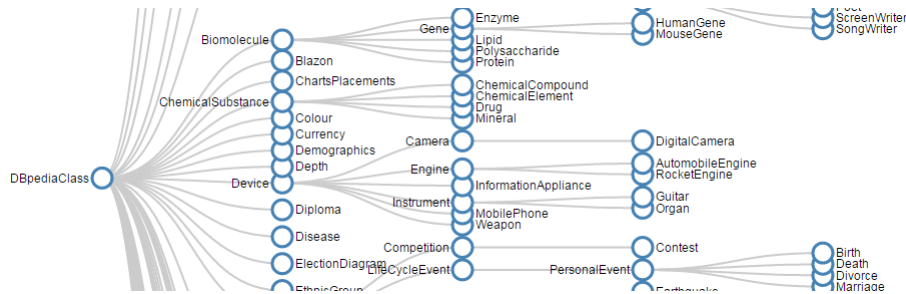 DBpediaClass
Biomolecule
Blazon
ChartsPlacements
ChemicalSubstance
Colour
Currency
Demographics
Depth
Device
Diploma
Disease
ElectionDiagram
EthnicGroup
Enzyme
Gene
Lipid
Polysaccharide
Protein
ChemicalCompound
ChemicalElement
Drug
Mineral
Camera
Engine
InformationAppliance
Instrument
MobilePhone
Weapon
Competition
LifeCycleEvent
HumanGene
MouseGene
DigitalCamera
AutomobileEngine
RocketEngine
Guitar
Organ
Contest
PersonalEvent
Earthquake
Poet
ScreenWriter
SongWriter
Birth
Death
Divorce
Marriage